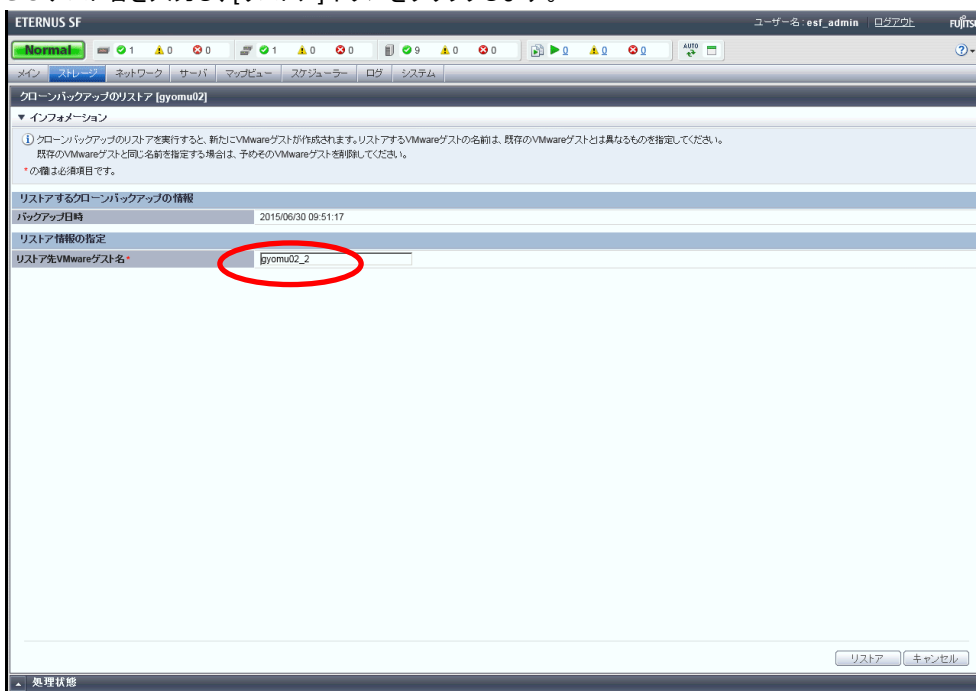 ETERNUS SF ユーザー名:esf_admin ログアウト FUJITSU
Normal 1 0 0 1 0 0 9 0 0 0 0 0 AUTO
メイン ストレージ ネットワーク サーバ マップビュー スケジューラー ログ システム
クローンバックアップのリストア [gyomu02]
▼ インフォメーション
クローンバックアップのリストアを実行すると、新たにVMwareゲストが作成されます。リストアするVMwareゲストの名前は、既存のVMwareゲストとは異なるものを指定してください。
既存のVMwareゲストと同じ名前を指定する場合は、予めそのVMwareゲストを削除してください。
*の欄は必須項目です。
リストアするクローンバックアップの情報
バックアップ日時 2015/06/30 09:51:17
リストア情報の指定
リストア先VMwareゲスト名* gyomu02_2
リストア キャンセル
処理状態